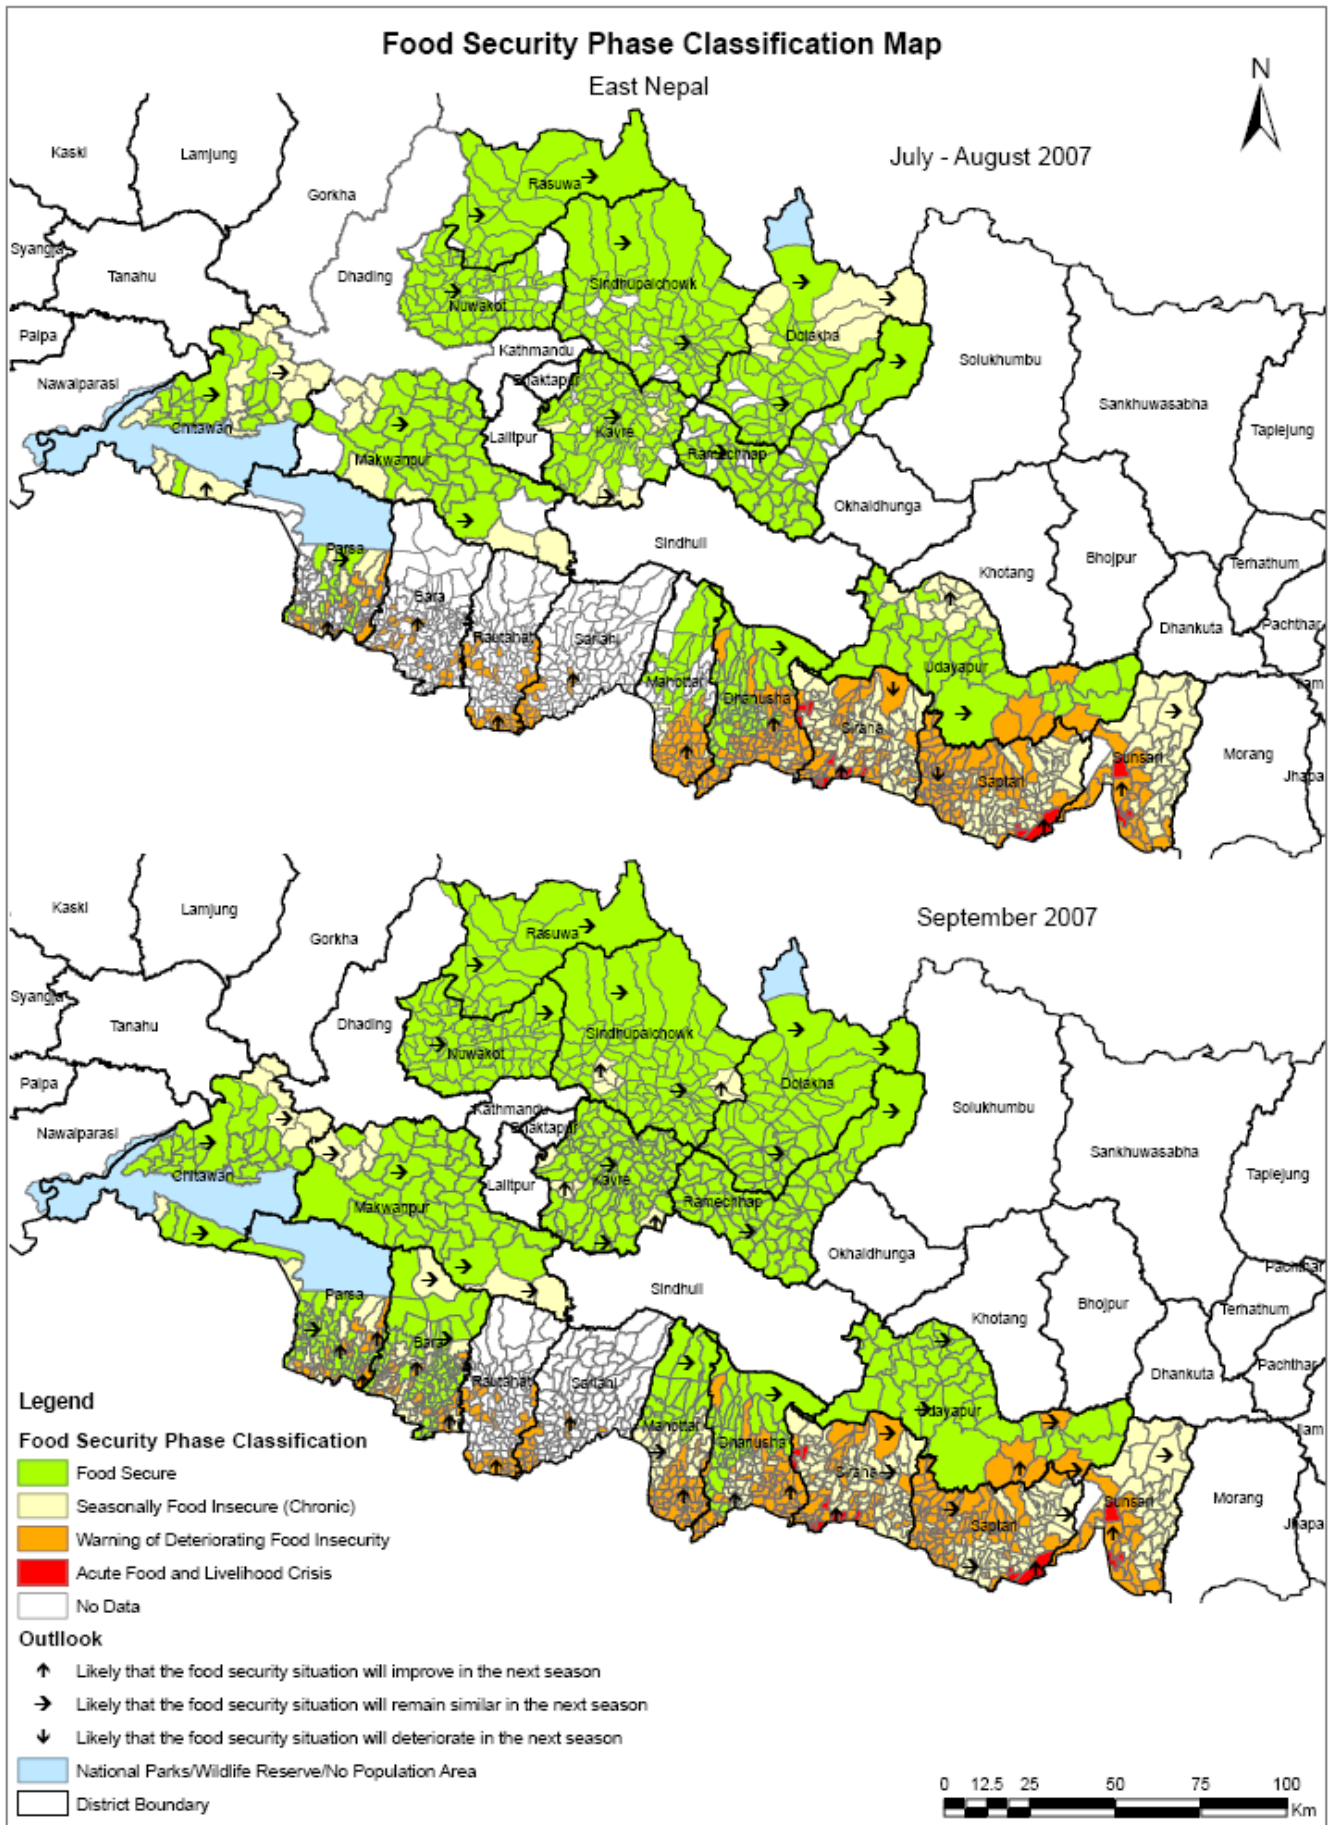 Food Security Phase Classification Map
East Nepal
N
July - August 2007
Kaski
Lamjung
Gorkha
Rasuwa
Syangja
Tanahu
Dhading
Nuwakot
Sindhupalchowk
Dolakha
Palpa
Kathmandu
Bhaktapur
Solukhumbu
Nawalparasi
Sankhuwasabha
Taplejung
Chitawan
Lalitpur
Kavre
Makwanpur
Ramechhap
Okhaldhunga
Sindhuli
Parsa
Khotang
Bhojpur
Terhathum
Bara
Rautahat
Sarlahi
Dhankuta
Pachthar
Udayapur
Mahottari
Dhanusha
Ilam
Siraha
Saptari
Sunsari
Morang
Jhapa
September 2007
Kaski
Lamjung
Gorkha
Rasuwa
Syangja
Tanahu
Dhading
Sindhupalchowk
Nuwakot
Dolakha
Palpa
Kathmandu
Bhaktapur
Solukhumbu
Nawalparasi
Sankhuwasabha
Taplejung
Chitawan
Lalitpur
Kavre
Makwanpur
Ramechhap
Okhaldhunga
Pachthar
Sindhuli
Parsa
Khotang
Bhojpur
Terhathum
Bara
Rautahat
Sarlahi
Dhankuta
Pachthar
Udayapur
Mahottari
Dhanusha
Ilam
Siraha
Saptari
Sunsari
Morang
Jhapa
Legend
Food Security Phase Classification
Food Secure
Seasonally Food Insecure (Chronic)
Warning of Deteriorating Food Insecurity
Acute Food and Livelihood Crisis
No Data
Outllook
Likely that the food security situation will improve in the next season
Likely that the food security situation will remain similar in the next season
Likely that the food security situation will deteriorate in the next season
National Parks/Wildlife Reserve/No Population Area
District Boundary
0 12.5 25 50 75 100
Km